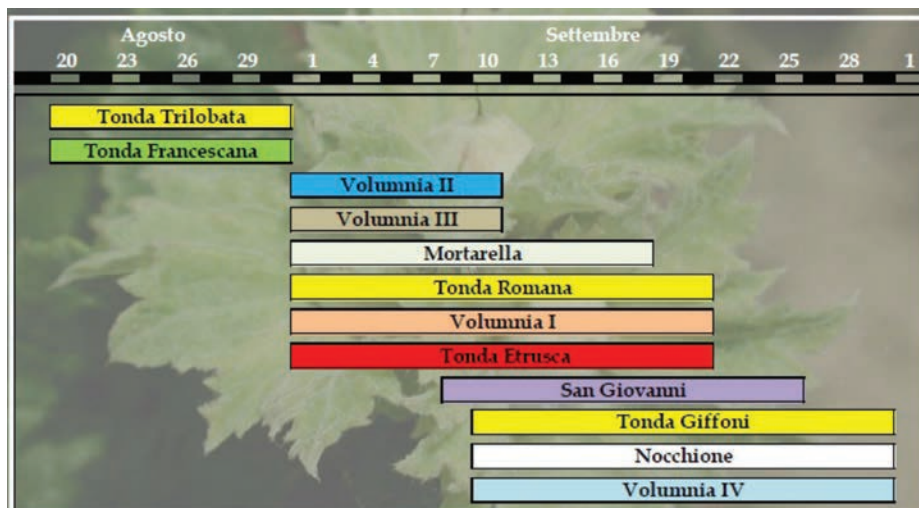 Agosto Settembre
20 23 26 29 1 4 7 10 13 16 19 22 25 28 1
Tonda Trilobata
Tonda Francescana
Volumnia II
Volumnia III
Mortarella
Tonda Romana
Volumnia I
Tonda Etrusca
San Giovanni
Tonda Giffoni
Nocchione
Volumnia IV